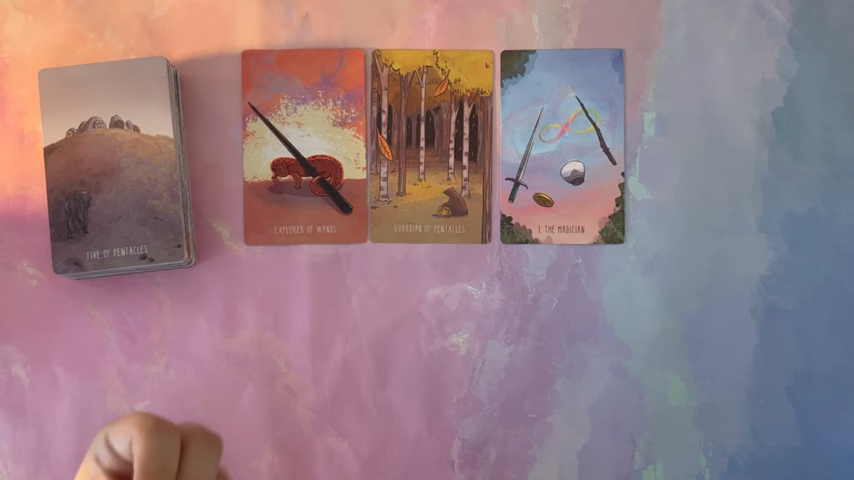 FIVE OF PENTACLES
EXPLORER OF WANDS
GUARDIAN OF PENTACLES
I. THE MAGICIAN